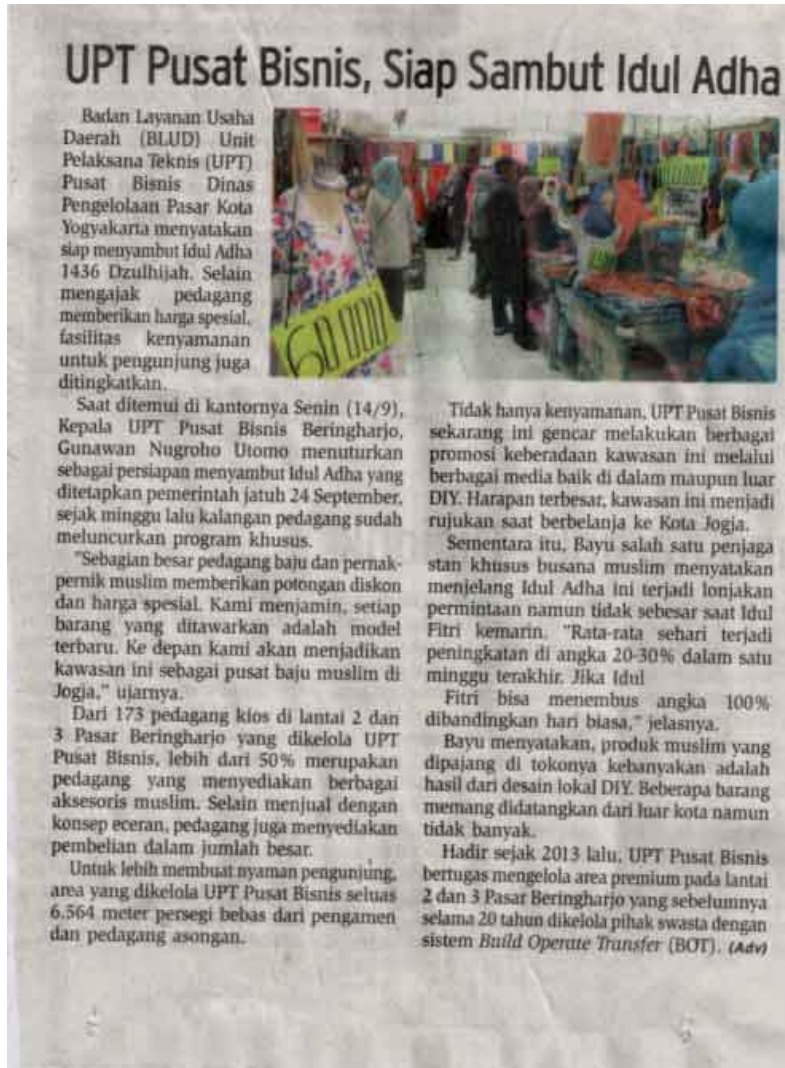 UPT Pusat Bisnis, Siap Sambut Idul Adha
Badan Layanan Usaha
Daerah (BLUD) Unit
Pelaksana Teknis (UPT)
Pusat Bisnis Dinas
Pengelolaan Pasar Kota
Yogyakarta menyatakan
siap menyambut Idul Adha
1436 Dzulhijah. Selain
mengajak pedagang
memberikan harga spesial,
fasilitas kenyamanan
untuk pengunjung juga
ditingkatkan.
60.000
Saat ditemui di kantornya Senin (14/9),
Kepala UPT Pusat Bisnis Beringharjo,
Gunawan Nugroho Utomo menuturkan
sebagai persiapan menyambut Idul Adha yang
ditetapkan pemerintah jatuh 24 September,
sejak minggu lalu kalangan pedagang sudah
meluncurkan program khusus.
"Sebagian besar pedagang baju dan pernak-
pernik muslim memberikan potongan diskon
dan harga spesial. Kami menjamin, setiap
barang yang ditawarkan adalah model
terbaru. Ke depan kami akan menjadikan
kawasan ini sebagai pusat baju muslim di
Jogja," ujarnya.
Dari 173 pedagang kios di lantai 2 dan
3 Pasar Beringharjo yang dikelola UPT
Pusat Bisnis, lebih dari 50% merupakan
pedagang yang menyediakan berbagai
aksesoris muslim. Selain menjual dengan
konsep eceran, pedagang juga menyediakan
pembelian dalam jumlah besar.
Untuk lebih membuat nyaman pengunjung,
area yang dikelola UPT Pusat Bisnis seluas
6.564 meter persegi bebas dari pengamen
dan pedagang asongan.
Tidak hanya kenyamanan, UPT Pusat Bisnis
sekarang ini gencar melakukan berbagai
promosi keberadaan kawasan ini melalui
berbagai media baik di dalam maupun luar
DIY. Harapan terbesar, kawasan ini menjadi
rujukan saat berbelanja ke Kota Jogja.
Sementara itu, Bayu salah satu penjaga
stan khusus busana muslim menyatakan
menjelang Idul Adha ini terjadi lonjakan
permintaan namun tidak sebesar saat Idul
Fitri kemarin. "Rata-rata sehari terjadi
peningkatan di angka 20-30% dalam satu
minggu terakhir. Jika Idul
Fitri bisa menembus angka 100%
dibandingkan hari biasa," jelasnya.
Bayu menyatakan, produk muslim yang
dipajang di tokonya kebanyakan adalah
hasil dari desain lokal DIY. Beberapa barang
memang didatangkan dari luar kota namun
tidak banyak.
Hadir sejak 2013 lalu, UPT Pusat Bisnis
bertugas mengelola area premium pada lantai
2 dan 3 Pasar Beringharjo yang sebelumnya
selama 20 tahun dikelola pihak swasta dengan
sistem Build Operate Transfer (BOT). (Adv)